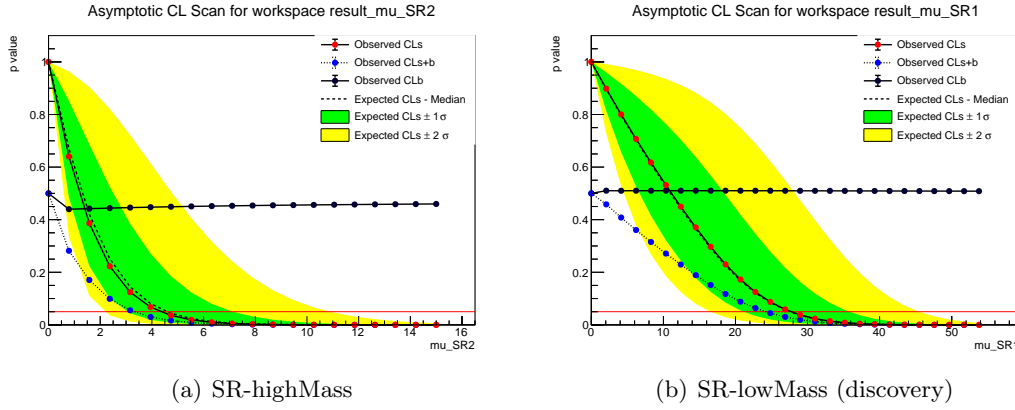 Asymptotic CL Scan for workspace result_mu_SR2
p value
1
0.8
0.6
0.4
0.2
0
Observed CLs
Observed CLs+b
Observed CLb
Expected CLs - Median
Expected CLs ± 1σ
Expected CLs ± 2 σ
0 2 4 6 8 10 12 14 16
mu_SR2
(a) SR-highMass
Asymptotic CL Scan for workspace result_mu_SR1
p value
1
0.8
0.6
0.4
0.2
0
Observed CLs
Observed CLs+b
Observed CLb
Expected CLs - Median
Expected CLs ± 1σ
Expected CLs ± 2 σ
0 10 20 30 40 50
mu_SR1
(b) SR-lowMass (discovery)